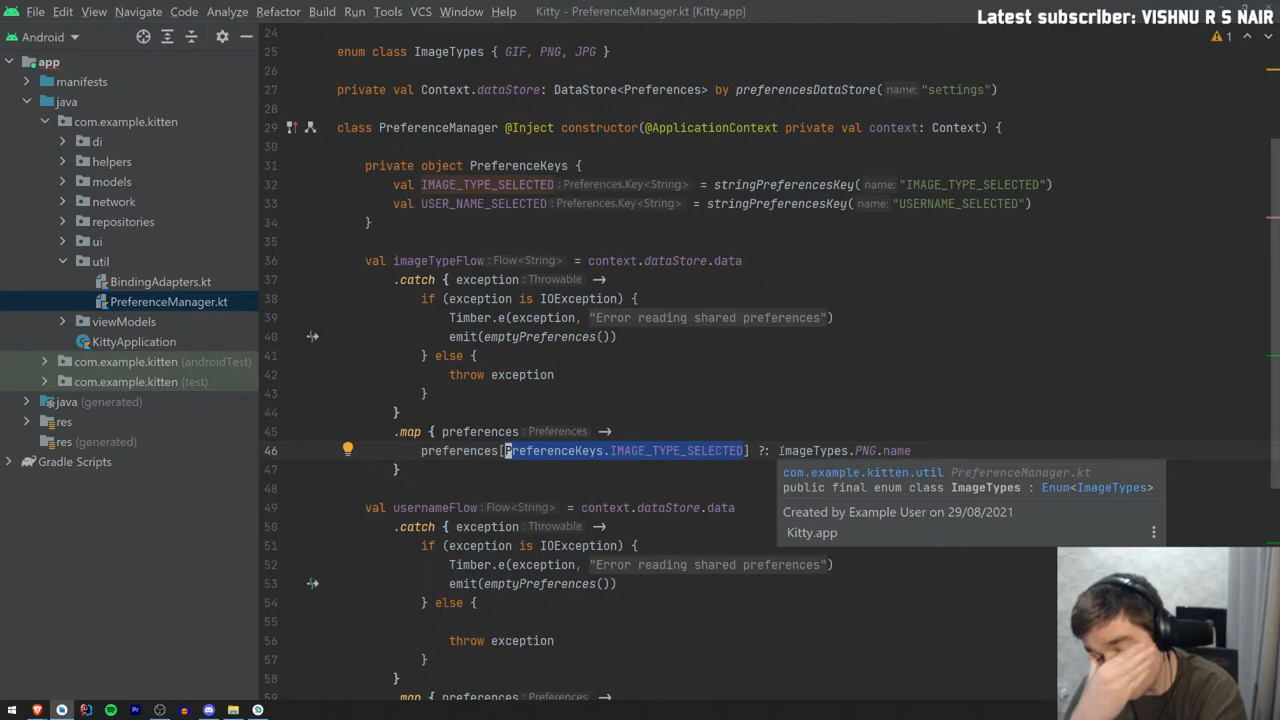 File Edit View Navigate Code Analyze Refactor Build Run Tools VCS Window Help Kitty - PreferenceManager.kt [Kitty.app]
Latest subscriber: VISHNU R S NAIR
Android
1
app
manifests
java
com.example.kitten
di
helpers
models
network
repositories
ui
util
BindingAdapters.kt
PreferenceManager.kt
viewModels
KittyApplication
com.example.kitten (androidTest)
com.example.kitten (test)
java (generated)
res
res (generated)
Gradle Scripts
24
25 enum class ImageTypes { GIF, PNG, JPG }
26
27 private val Context.dataStore: DataStore<Preferences> by preferencesDataStore( name: "settings")
28
29 class PreferenceManager @Inject constructor(@ApplicationContext private val context: Context) {
30
31 private object PreferenceKeys {
32 val IMAGE_TYPE_SELECTED : Preferences.Key<String> = stringPreferencesKey( name: "IMAGE_TYPE_SELECTED")
33 val USER_NAME_SELECTED : Preferences.Key<String> = stringPreferencesKey( name: "USERNAME_SELECTED")
34 }
35
36 val imageTypeFlow : Flow<String> = context.dataStore.data
37 .catch { exception : Throwable ->
38 if (exception is IOException) {
39 Timber.e(exception, "Error reading shared preferences")
40 emit(emptyPreferences())
41 } else {
42 throw exception
43 }
44 }
45 .map { preferences : Preferences ->
46 preferences[PreferenceKeys.IMAGE_TYPE_SELECTED] ?: ImageTypes.PNG.name
47 }
48
49 val usernameFlow : Flow<String> = context.dataStore.data
50 .catch { exception : Throwable ->
51 if (exception is IOException) {
52 Timber.e(exception, "Error reading shared preferences")
53 emit(emptyPreferences())
54 } else {
55
56 throw exception
57 }
58 }
59 .map { preferences : Preferences ->
com.example.kitten.util PreferenceManager.kt
public final enum class ImageTypes : Enum<ImageTypes>
Created by Example User on 29/08/2021
Kitty.app